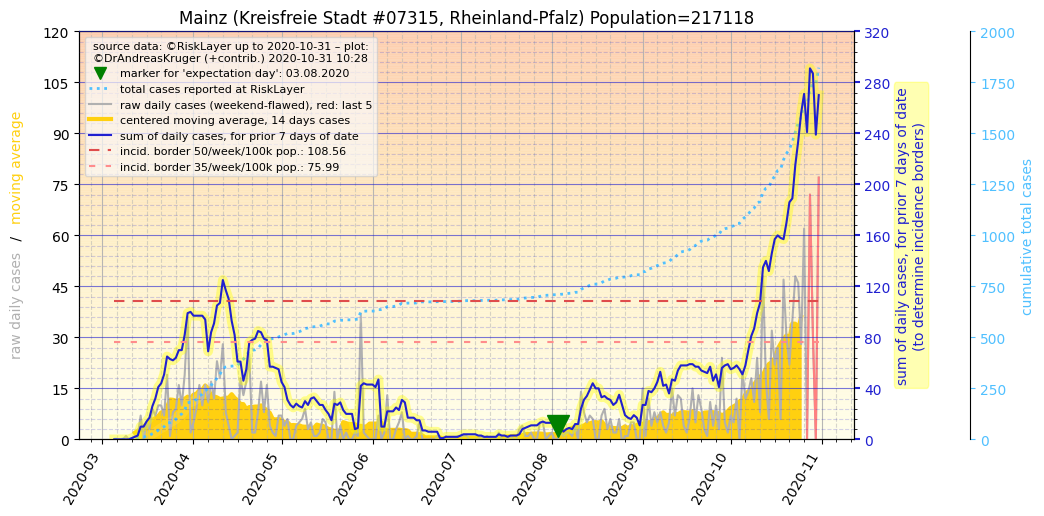 Mainz (Kreisfreie Stadt #07315, Rheinland-Pfalz) Population=217118
source data: ©RiskLayer up to 2020-10-31 – plot:
©DrAndreasKruger (+contrib.) 2020-10-31 10:28
marker for 'expectation day': 03.08.2020
total cases reported at RiskLayer
raw daily cases (weekend-flawed), red: last 5
centered moving average, 14 days cases
sum of daily cases, for prior 7 days of date
incid. border 50/week/100k pop.: 108.56
incid. border 35/week/100k pop.: 75.99
raw daily cases / moving average
120
105
90
75
60
45
30
15
0
320
280
240
200
160
120
80
40
0
sum of daily cases, for prior 7 days of date
(to determine incidence borders)
2000
1750
1500
1250
1000
750
500
250
0
cumulative total cases
2020-03
2020-04
2020-05
2020-06
2020-07
2020-08
2020-09
2020-10
2020-11